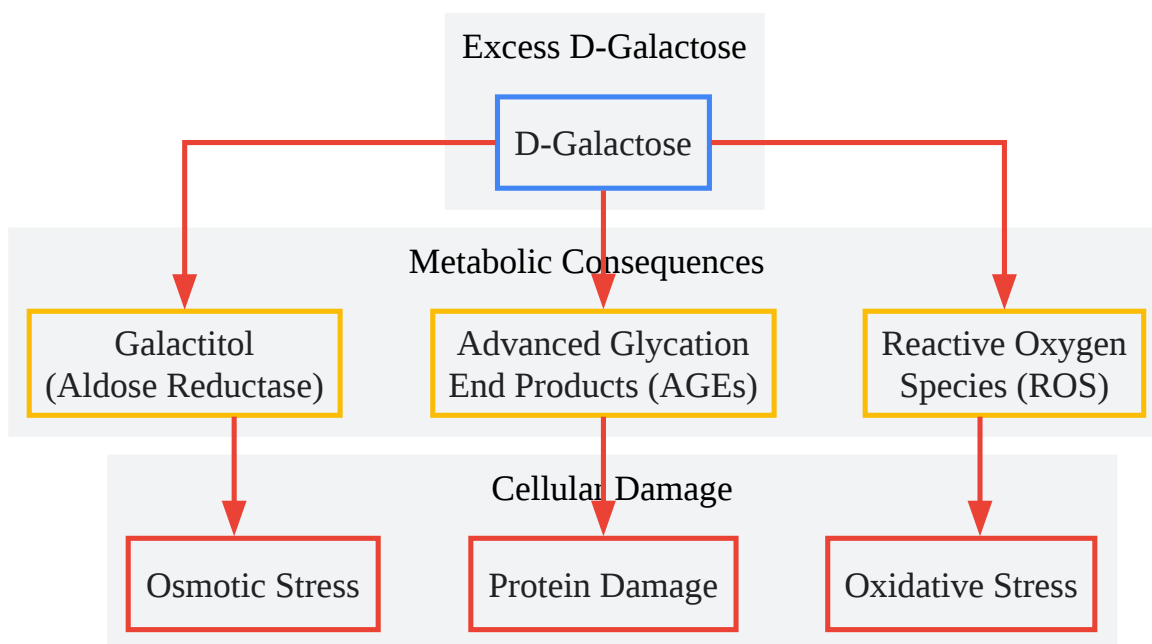 Excess D-Galactose
D-Galactose
Metabolic Consequences
Galactitol
(Aldose Reductase)
Advanced Glycation
End Products (AGEs)
Reactive Oxygen
Species (ROS)
Cellular Damage
Osmotic Stress
Protein Damage
Oxidative Stress